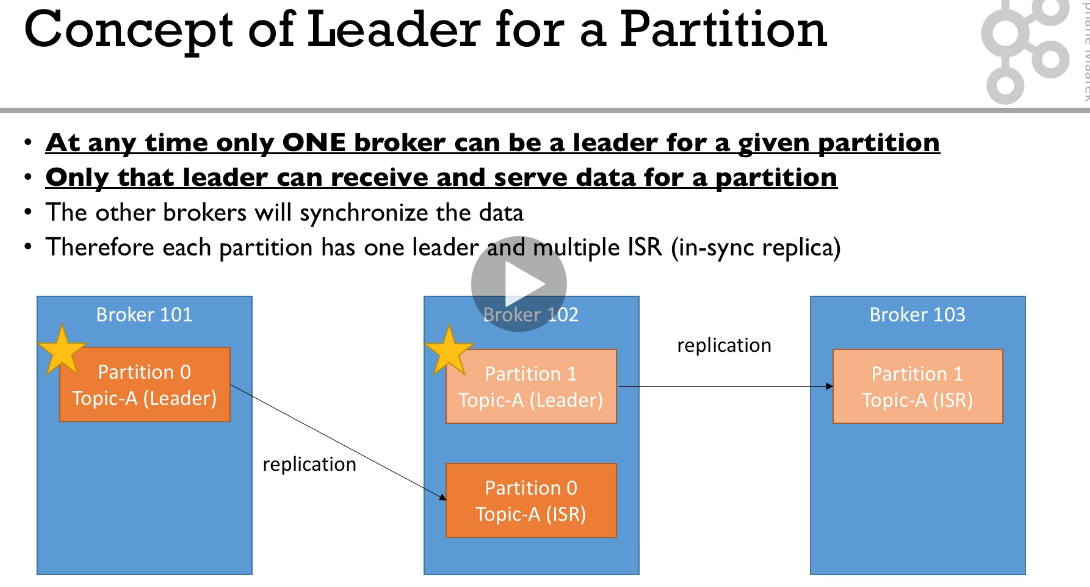 Concept of Leader for a Partition
• At any time only ONE broker can be a leader for a given partition
• Only that leader can receive and serve data for a partition
• The other brokers will synchronize the data
• Therefore each partition has one leader and multiple ISR (in-sync replica)
Broker 101
Partition 0
Topic-A (Leader)
replication
Broker 102
Partition 1
Topic-A (Leader)
Partition 0
Topic-A (ISR)
replication
Broker 103
Partition 1
Topic-A (ISR)